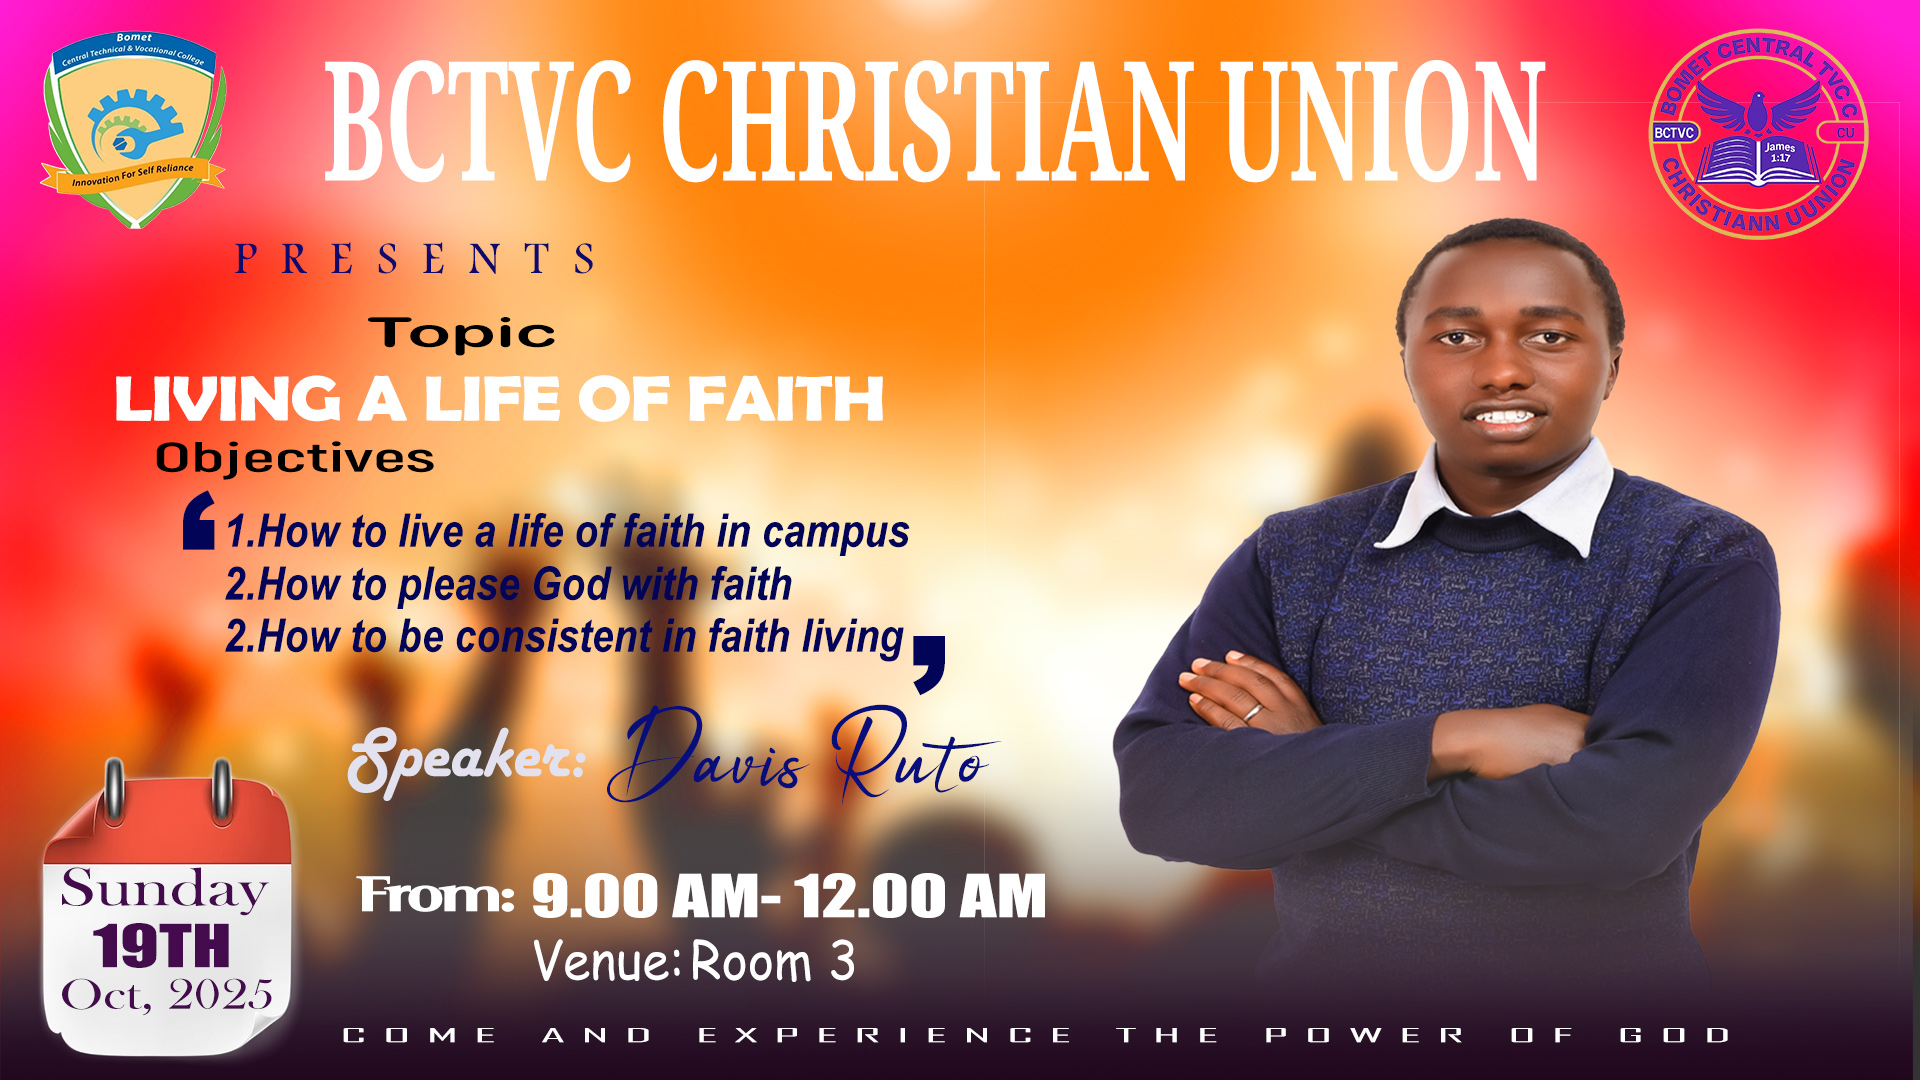 Bomet
Central Technical & Vocational College
Innovation For Self Reliance
BCTVC CHRISTIAN UNION
BOMET CENTRAL TVC C
BCTVC
CU
James
1:17
CHRISTIANN UUNION
PRESENTS
Topic
LIVING A LIFE OF FAITH
Objectives
‘1.How to live a life of faith in campus
2.How to please God with faith
2.How to be consistent in faith living’
Speaker: Davis Ruto
Sunday
19TH
Oct, 2025
From: 9.00 AM- 12.00 AM
Venue: Room 3
COME AND EXPERIENCE THE POWER OF GOD